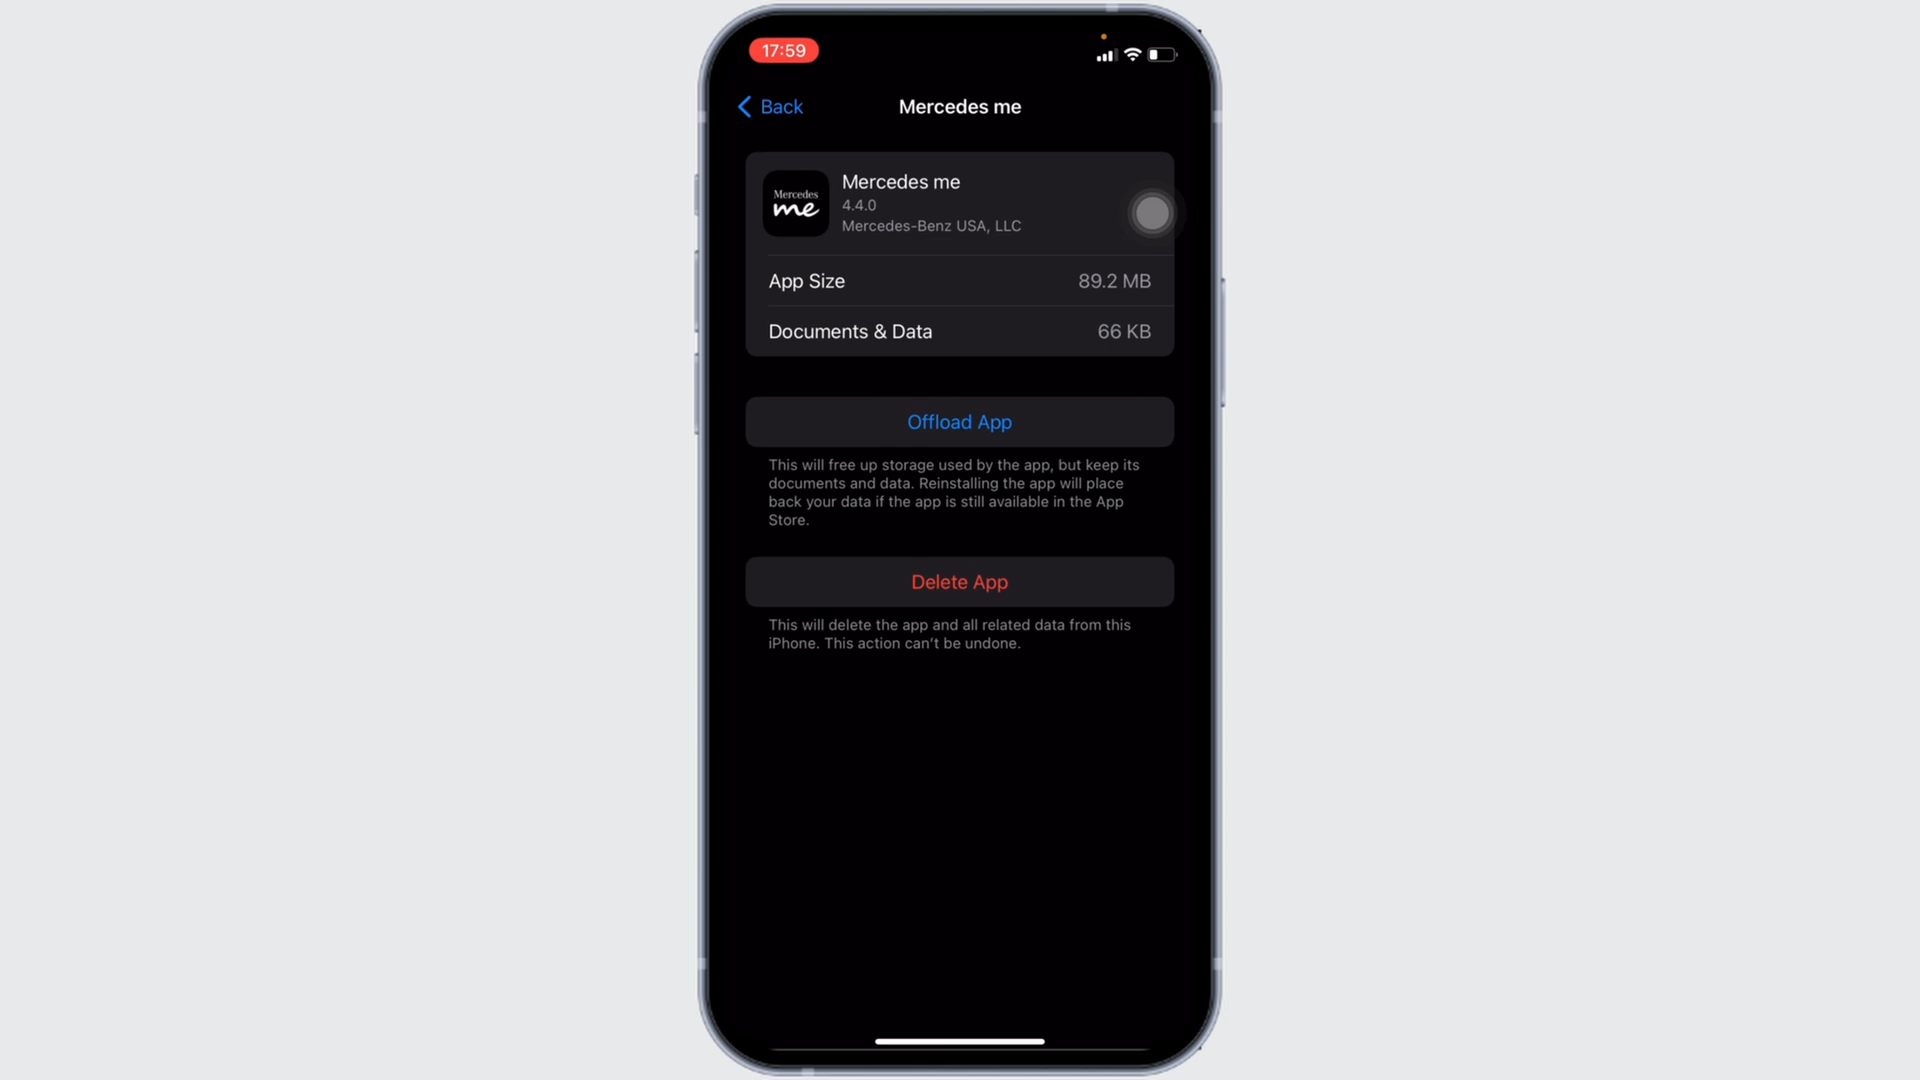 17:59
Back
Mercedes me
Mercedes
me
Mercedes me
4.4.0
Mercedes-Benz USA, LLC
App Size 89.2 MB
Documents & Data 66 KB
Offload App
This will free up storage used by the app, but keep its
documents and data. Reinstalling the app will place
back your data if the app is still available in the App
Store.
Delete App
This will delete the app and all related data from this
iPhone. This action can't be undone.